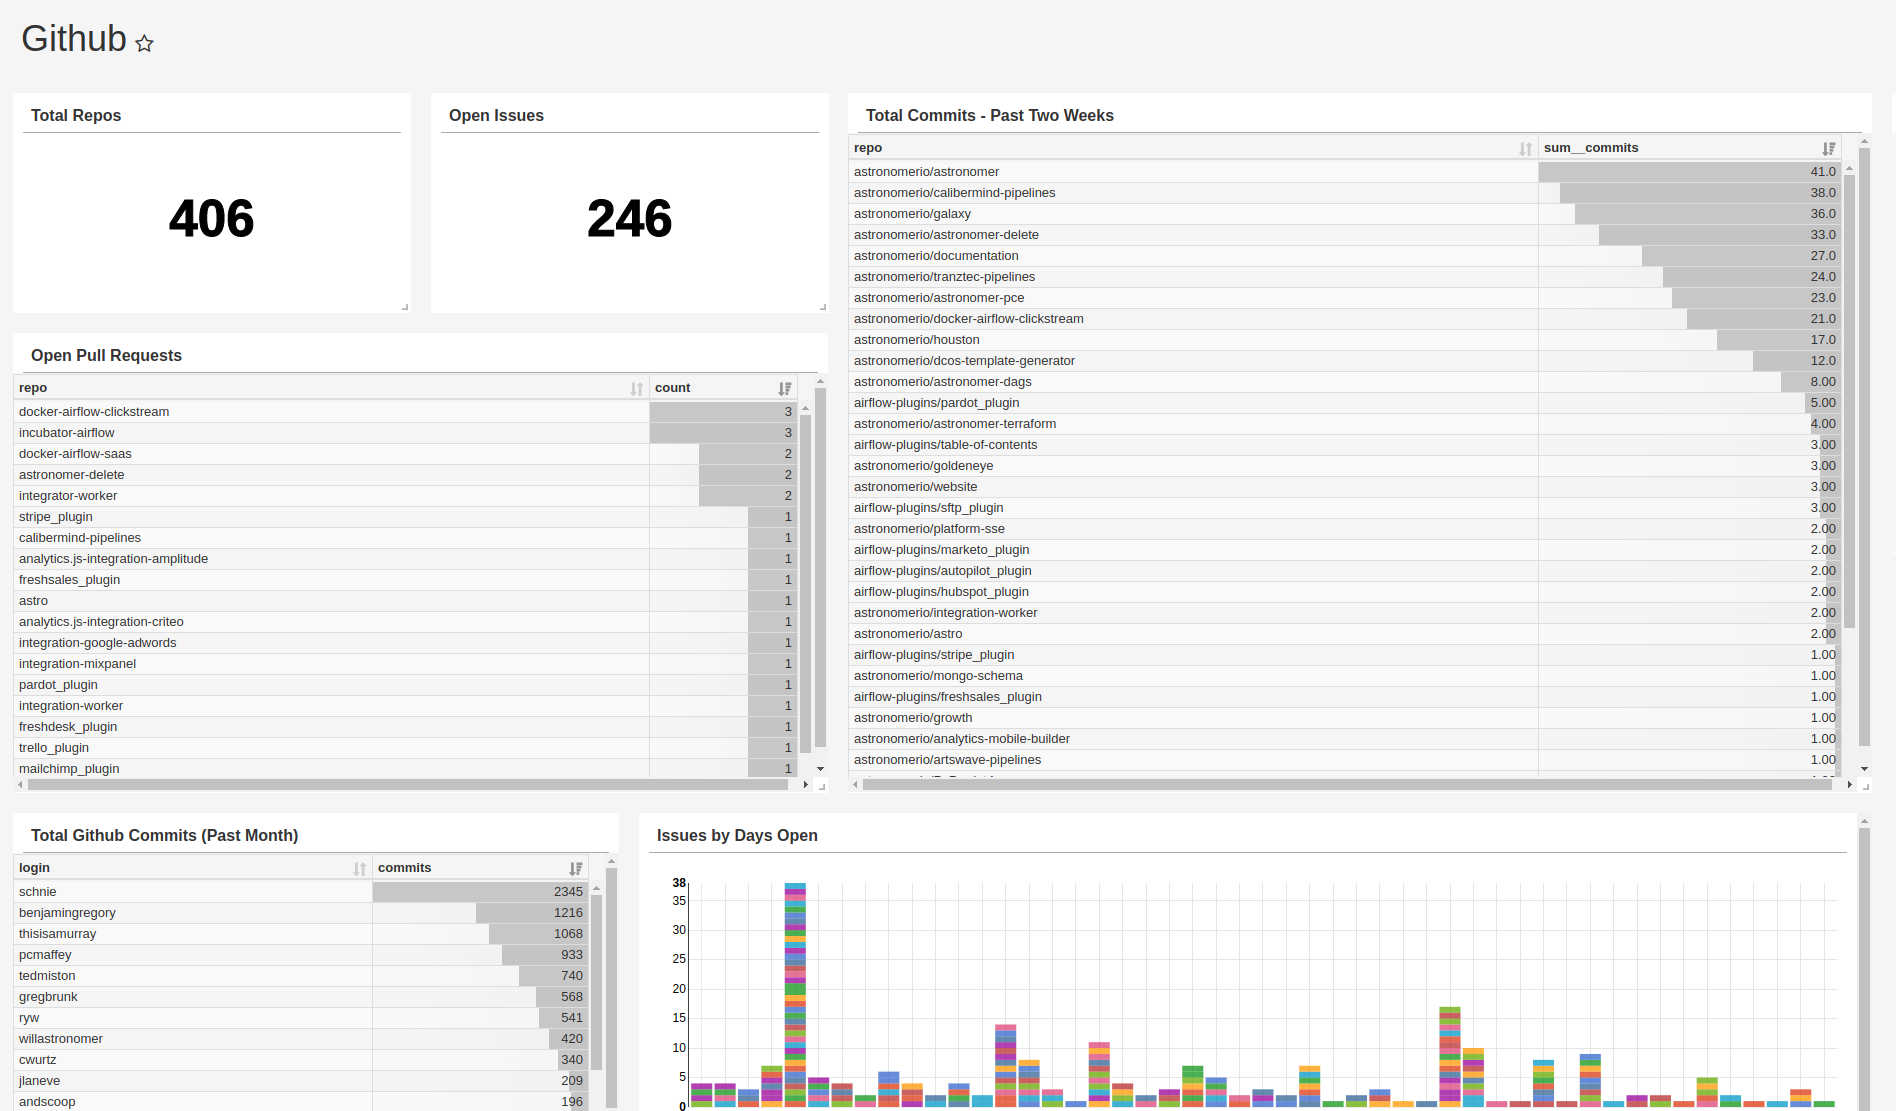 Github
Total Repos
406
Open Issues
246
Total Commits - Past Two Weeks
repo sum__commits
astronomerio/astronomer 41.0
astronomerio/calibermind-pipelines 38.0
astronomerio/galaxy 36.0
astronomerio/astronomer-delete 33.0
astronomerio/documentation 27.0
astronomerio/tranztec-pipelines 24.0
astronomerio/astronomer-pce 23.0
astronomerio/docker-airflow-clickstream 21.0
astronomerio/houston 17.0
astronomerio/dcos-template-generator 12.0
astronomerio/astronomer-dags 8.00
airflow-plugins/pardot_plugin 5.00
astronomerio/astronomer-terraform 4.00
airflow-plugins/table-of-contents 3.00
astronomerio/goldeneye 3.00
astronomerio/website 3.00
airflow-plugins/sftp_plugin 3.00
astronomerio/platform-sse 2.00
airflow-plugins/marketo_plugin 2.00
airflow-plugins/autopilot_plugin 2.00
airflow-plugins/hubspot_plugin 2.00
astronomerio/integration-worker 2.00
astronomerio/astro 2.00
airflow-plugins/stripe_plugin 1.00
astronomerio/mongo-schema 1.00
airflow-plugins/freshsales_plugin 1.00
astronomerio/growth 1.00
astronomerio/analytics-mobile-builder 1.00
astronomerio/artswave-pipelines 1.00
Open Pull Requests
repo count
docker-airflow-clickstream 3
incubator-airflow 3
docker-airflow-saas 2
astronomer-delete 2
integrator-worker 2
stripe_plugin 1
calibermind-pipelines 1
analytics.js-integration-amplitude 1
freshsales_plugin 1
astro 1
analytics.js-integration-criteo 1
integration-google-adwords 1
integration-mixpanel 1
pardot_plugin 1
integration-worker 1
freshdesk_plugin 1
trello_plugin 1
mailchimp_plugin 1
Total Github Commits (Past Month)
login commits
schnie 2345
benjamingregory 1216
thisisamurray 1068
pcmaffey 933
tedmiston 740
gregbrunk 568
ryw 541
willastronomer 420
cwurtz 340
jlaneve 209
andscoop 196
Issues by Days Open
38
35
30
25
20
15
10
5
0